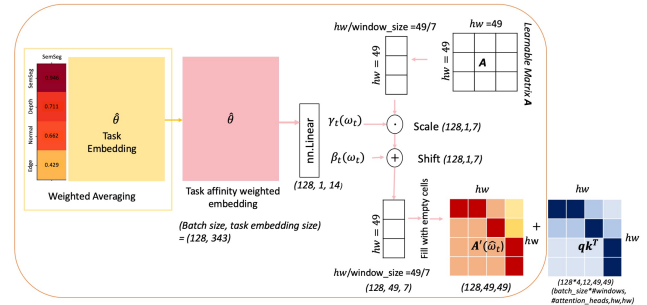 SemSeg
SemSeg
Depth
Normal
Edge
0.711
0.662
0.429
θ̂
Task
Embedding
Weighted Averaging
θ̂
Task affinity weighted
embedding
(Batch size, task embedding size)
= (128, 343)
nn.Linear
(128, 1, 14)
hw/window_size =49/7
hw = 49
hw =49
hw = 49
A
Learnable Matrix A
γt(ωt)
Scale (128,1,7)
βt(ωt)
+
Shift (128,1,7)
hw = 49
hw/window_size =49/7
(128, 49, 7)
Fill with empty cells
hw
A′(ω̂t)
hw
(128,49,49)
+
hw
qkᵀ
hw
(128*4,12,49,49)
(batch_size*#windows,
#attention_heads,hw,hw)